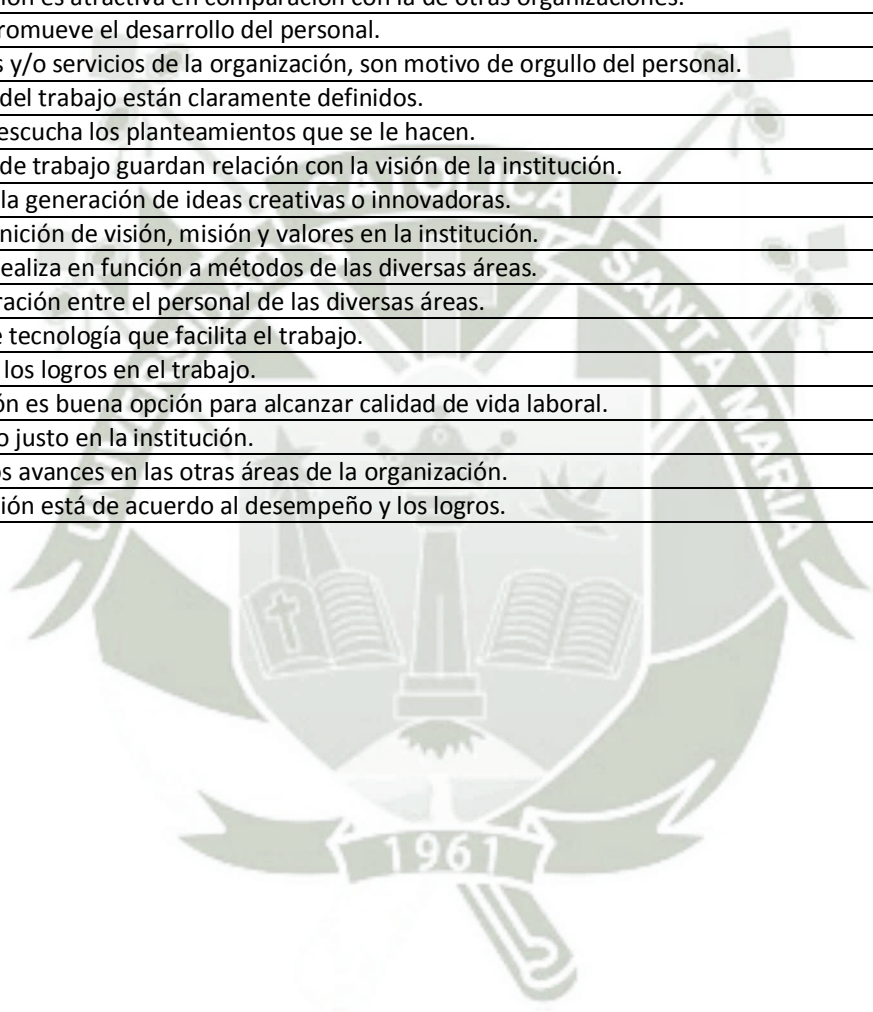 ión es atractiva en comparación con la de otras organizaciones.
romueve el desarrollo del personal.
s y/o servicios de la organización, son motivo de orgullo del personal.
del trabajo están claramente definidos.
escucha los planteamientos que se le hacen.
de trabajo guardan relación con la visión de la institución.
la generación de ideas creativas o innovadoras.
nición de visión, misión y valores en la institución.
ealiza en función a métodos de las diversas áreas.
ración entre el personal de las diversas áreas.
e tecnología que facilita el trabajo.
los logros en el trabajo.
ón es buena opción para alcanzar calidad de vida laboral.
o justo en la institución.
s avances en las otras áreas de la organización.
ión está de acuerdo al desempeño y los logros.
UNIVERSIDAD CATOLICA SANTA MARIA
1961